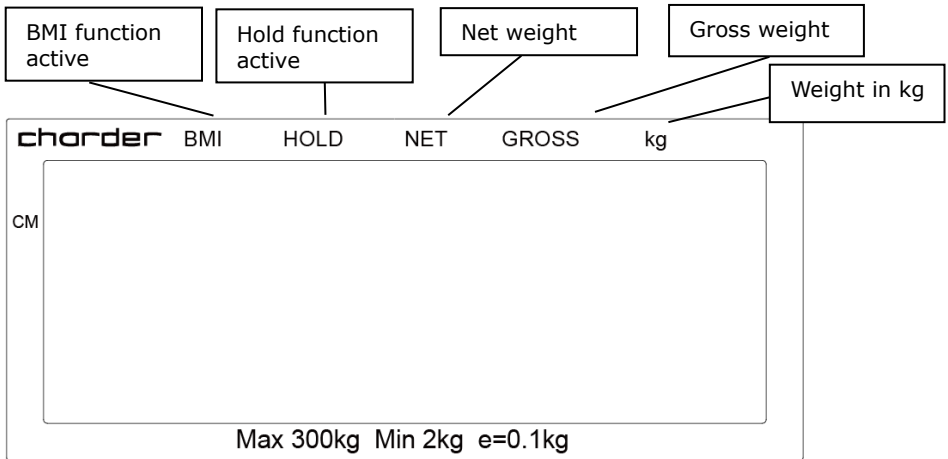 BMI function
active
Hold function
active
Net weight
Gross weight
Weight in kg
charder BMI HOLD NET GROSS kg
CM
Max 300kg Min 2kg e=0.1kg